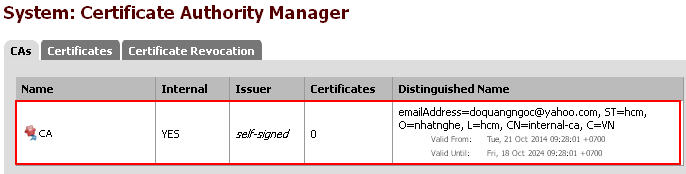 System: Certificate Authority Manager
CAs Certificates Certificate Revocation
Name Internal Issuer Certificates Distinguished Name
CA YES self-signed 0 emailAddress=doquangngoc@yahoo.com, ST=hcm,
O=nhatnghe, L=hcm, CN=internal-ca, C=VN
Valid From: Tue, 21 Oct 2014 09:28:01 +0700
Valid Until: Fri, 18 Oct 2024 09:28:01 +0700